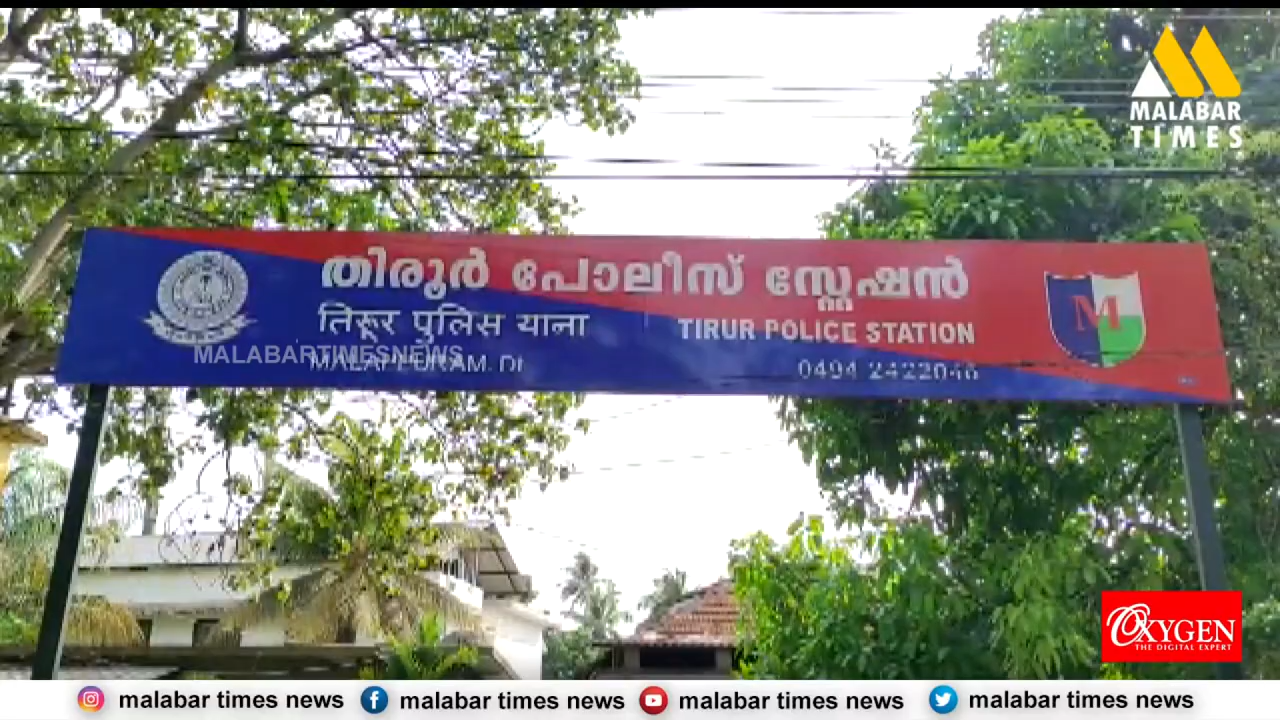 MALABAR
TIMES
തിരൂർ പോലീസ് സ്റ്റേഷൻ
तिरूर पुलिस थाना
TIRUR POLICE STATION
MALABARTIMESNEWS
MALAPPURAM. DI
0494 2422046
M
OXYGEN
THE DIGITAL EXPERT
malabar times news malabar times news malabar times news malabar times news